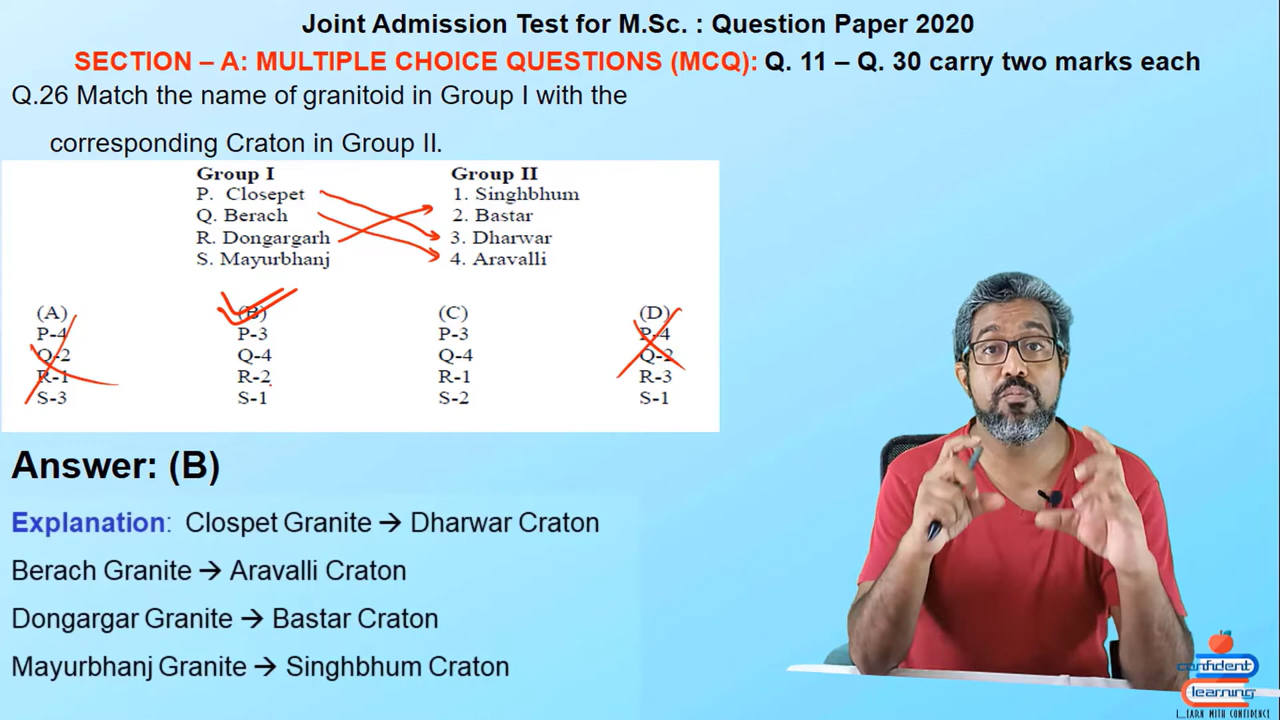 Joint Admission Test for M.Sc. : Question Paper 2020
SECTION – A: MULTIPLE CHOICE QUESTIONS (MCQ): Q. 11 – Q. 30 carry two marks each
Q.26 Match the name of granitoid in Group I with the
corresponding Craton in Group II.
Group I Group II
P. Closepet 1. Singhbhum
Q. Berach 2. Bastar
R. Dongargarh 3. Dharwar
S. Mayurbhanj 4. Aravalli
(A) (B) (C) (D)
P-4 P-3 P-3 P-4
Q-2 Q-4 Q-4 Q-2
R-1 R-2 R-1 R-3
S-3 S-1 S-2 S-1
Answer: (B)
Explanation: Clospet Granite → Dharwar Craton
Berach Granite → Aravalli Craton
Dongargar Granite → Bastar Craton
Mayurbhanj Granite → Singhbhum Craton
confident
learning
LEARN WITH CONFIDENCE